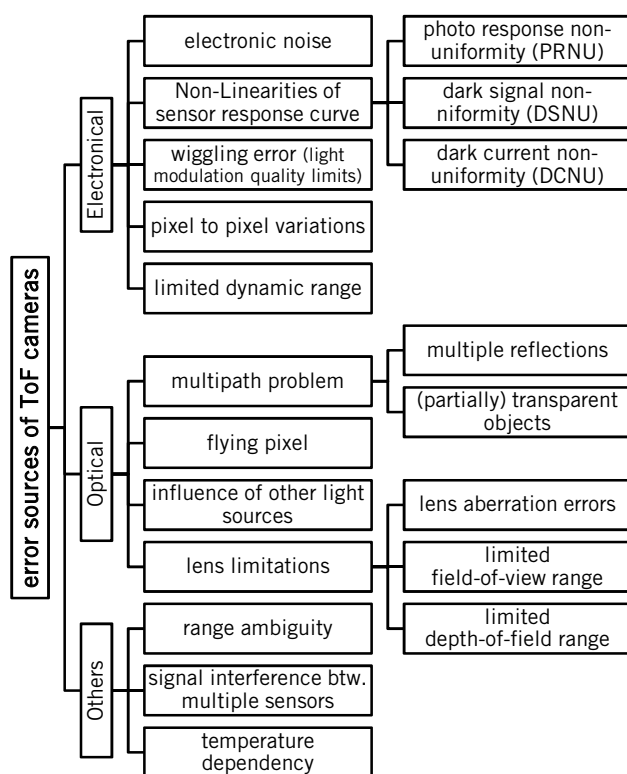 error sources of ToF cameras
Electronical
electronic noise
Non-Linearities of
sensor response curve
photo response non-
uniformity (PRNU)
dark signal non-
niformity (DSNU)
dark current non-
uniformity (DCNU)
wiggling error (light
modulation quality limits)
pixel to pixel variations
limited dynamic range
Optical
multipath problem
multiple reflections
(partially) transparent
objects
flying pixel
influence of other light
sources
lens limitations
lens aberration errors
limited
field-of-view range
limited
depth-of-field range
Others
range ambiguity
signal interference btw.
multiple sensors
temperature
dependency